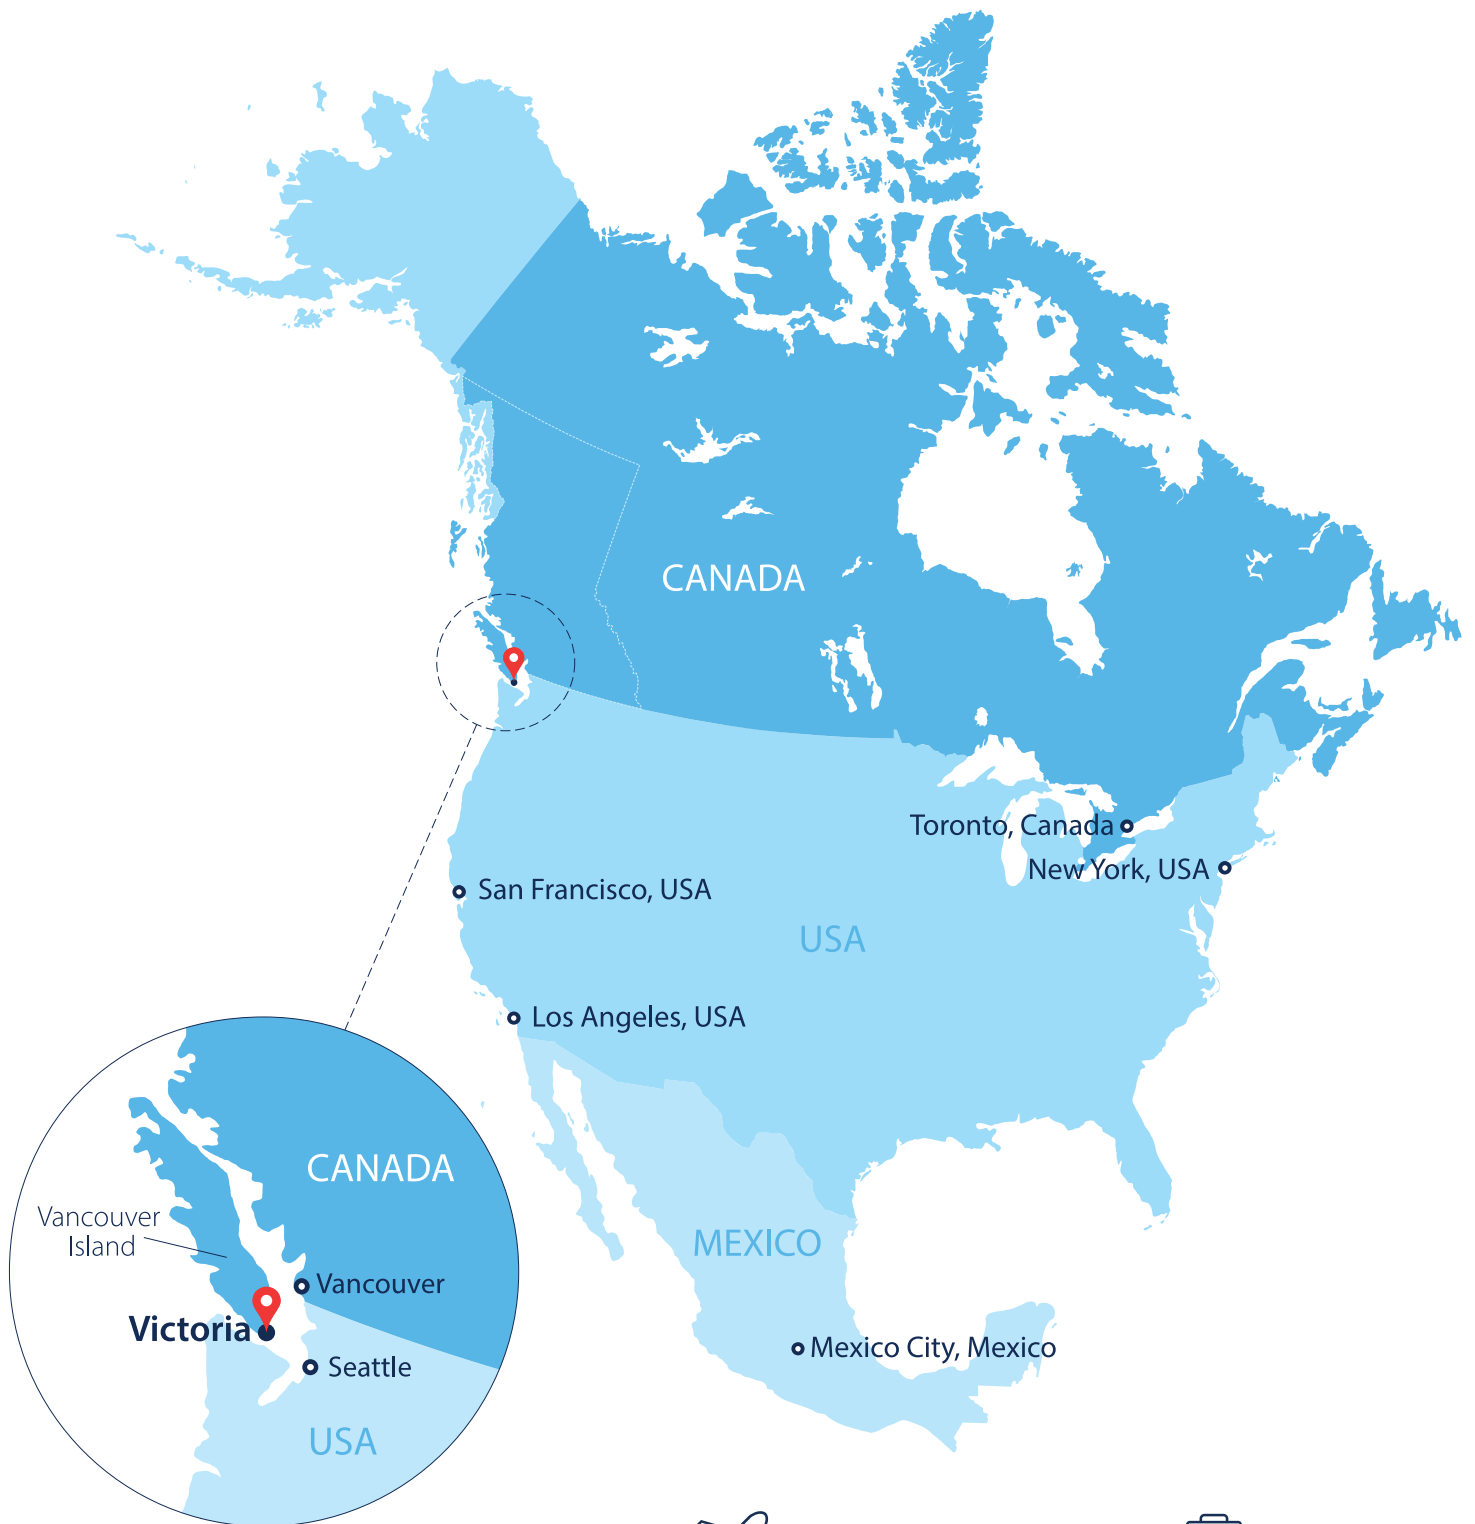 CANADA
Toronto, Canada
New York, USA
San Francisco, USA
USA
Los Angeles, USA
CANADA
Vancouver
Island
MEXICO
Vancouver
Victoria
Mexico City, Mexico
Seattle
USA